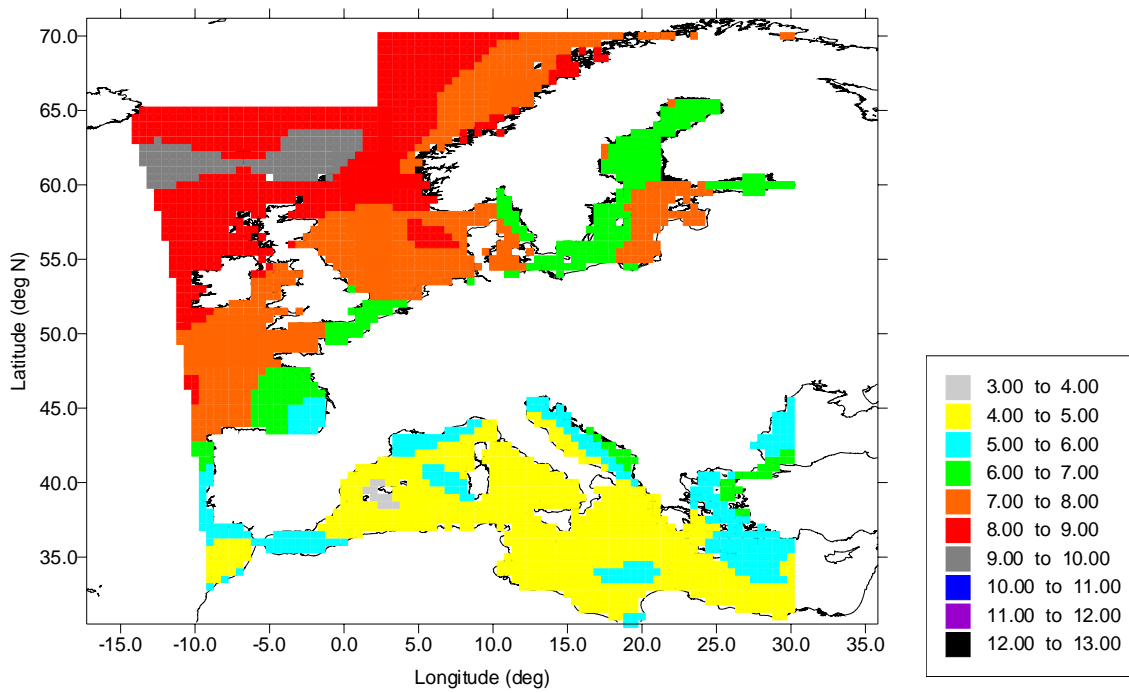 70.0
65.0
60.0
55.0
50.0
45.0
40.0
35.0
Latitude (deg N)
-15.0 -10.0 -5.0 0.0 5.0 10.0 15.0 20.0 25.0 30.0 35.0
Longitude (deg)
3.00 to 4.00
4.00 to 5.00
5.00 to 6.00
6.00 to 7.00
7.00 to 8.00
8.00 to 9.00
9.00 to 10.00
10.00 to 11.00
11.00 to 12.00
12.00 to 13.00